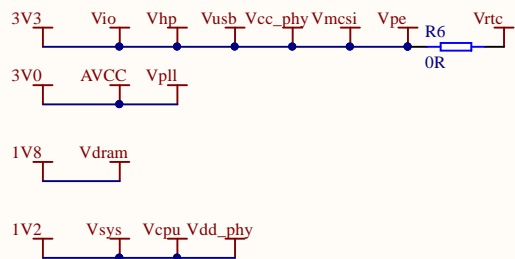 3V3 Vio Vhp Vusb Vcc_phy Vmcsi Vpe R6 Vrtc
0R
3V0 AVCC Vpll
1V8 Vdram
1V2 Vsys Vcpu Vdd_phy